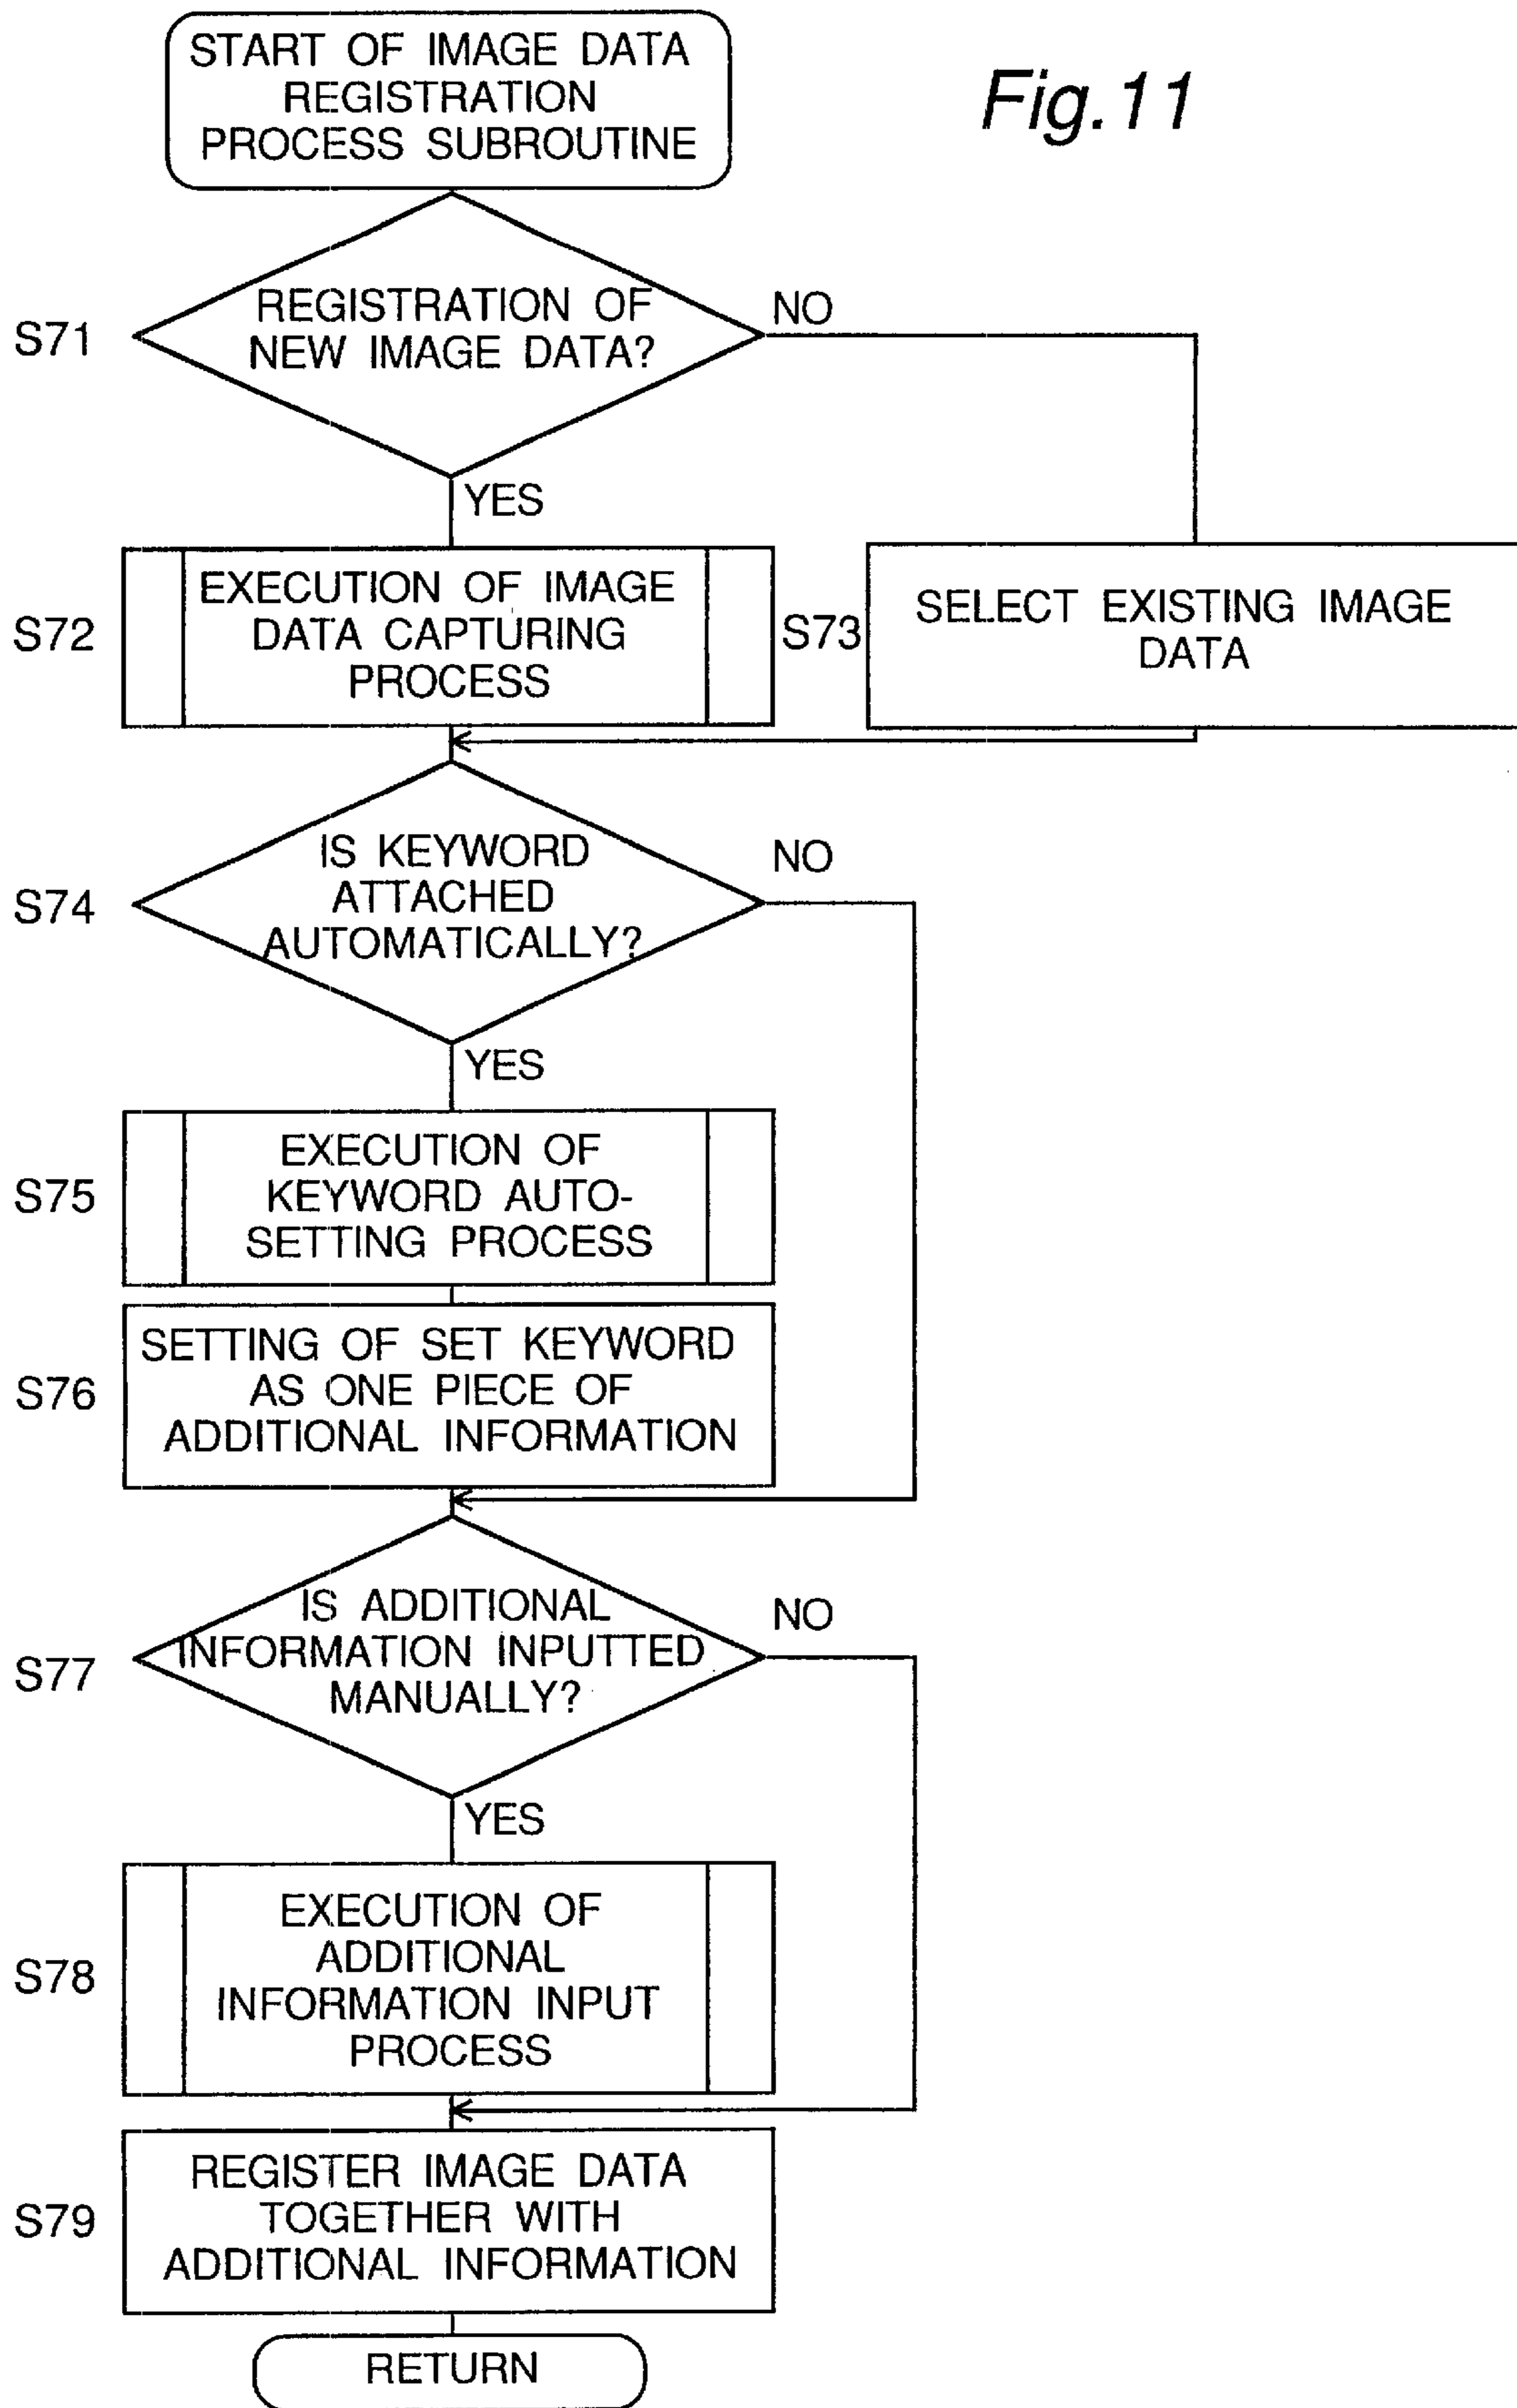 START OF IMAGE DATA
REGISTRATION
PROCESS SUBROUTINE
Fig.11
S71
REGISTRATION OF
NEW IMAGE DATA?
NO
YES
S72
EXECUTION OF IMAGE
DATA CAPTURING
PROCESS
S73
SELECT EXISTING IMAGE
DATA
S74
IS KEYWORD
ATTACHED
AUTOMATICALLY?
NO
YES
S75
EXECUTION OF
KEYWORD AUTO-
SETTING PROCESS
S76
SETTING OF SET KEYWORD
AS ONE PIECE OF
ADDITIONAL INFORMATION
S77
IS ADDITIONAL
INFORMATION INPUTTED
MANUALLY?
NO
YES
S78
EXECUTION OF
ADDITIONAL
INFORMATION INPUT
PROCESS
S79
REGISTER IMAGE DATA
TOGETHER WITH
ADDITIONAL INFORMATION
RETURN